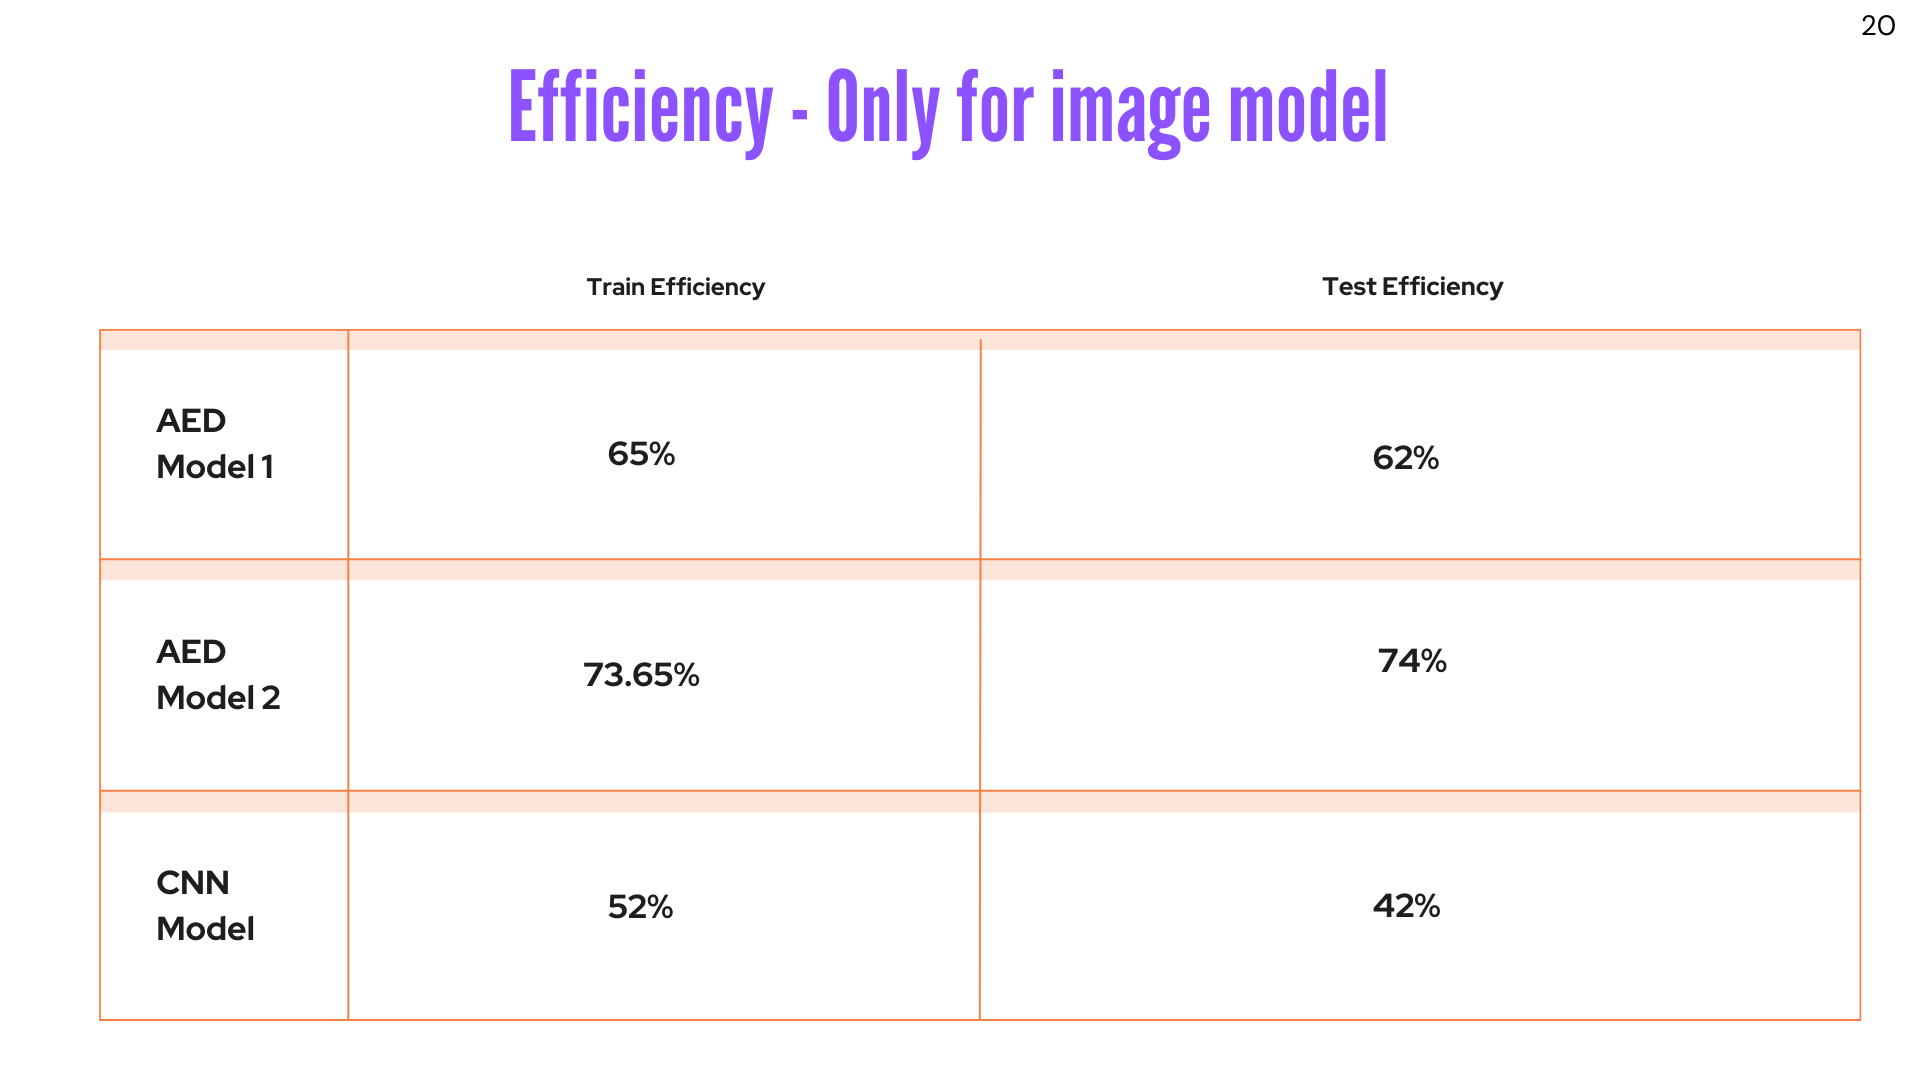 20
Efficiency - Only for image model
Train Efficiency Test Efficiency
AED
Model 1
65% 62%
AED
Model 2
73.65% 74%
CNN
Model
52% 42%